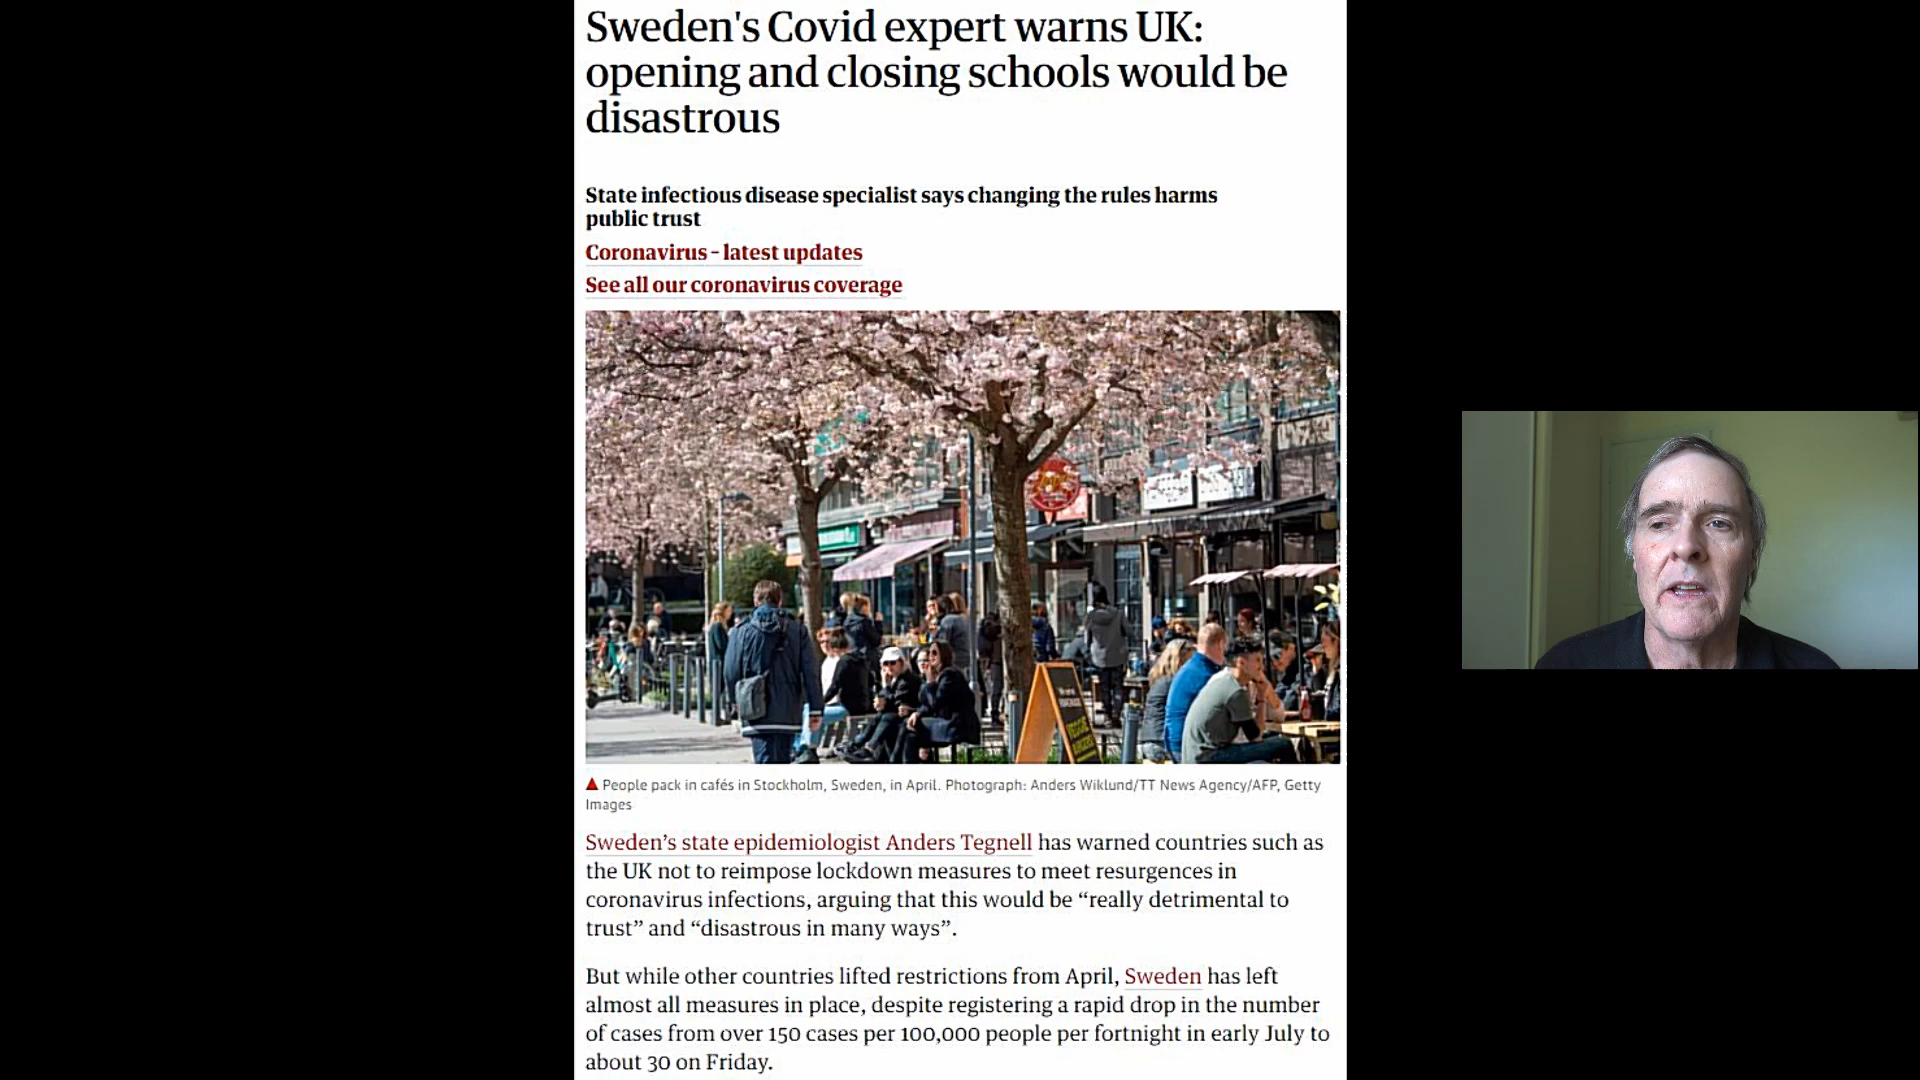 Sweden's Covid expert warns UK:
opening and closing schools would be
disastrous
State infectious disease specialist says changing the rules harms
public trust
Coronavirus – latest updates
See all our coronavirus coverage
People pack in cafés in Stockholm, Sweden, in April. Photograph: Anders Wiklund/TT News Agency/AFP, Getty
Images
Sweden’s state epidemiologist Anders Tegnell has warned countries such as
the UK not to reimpose lockdown measures to meet resurgences in
coronavirus infections, arguing that this would be “really detrimental to
trust” and “disastrous in many ways”.
But while other countries lifted restrictions from April, Sweden has left
almost all measures in place, despite registering a rapid drop in the number
of cases from over 150 cases per 100,000 people per fortnight in early July to
about 30 on Friday.